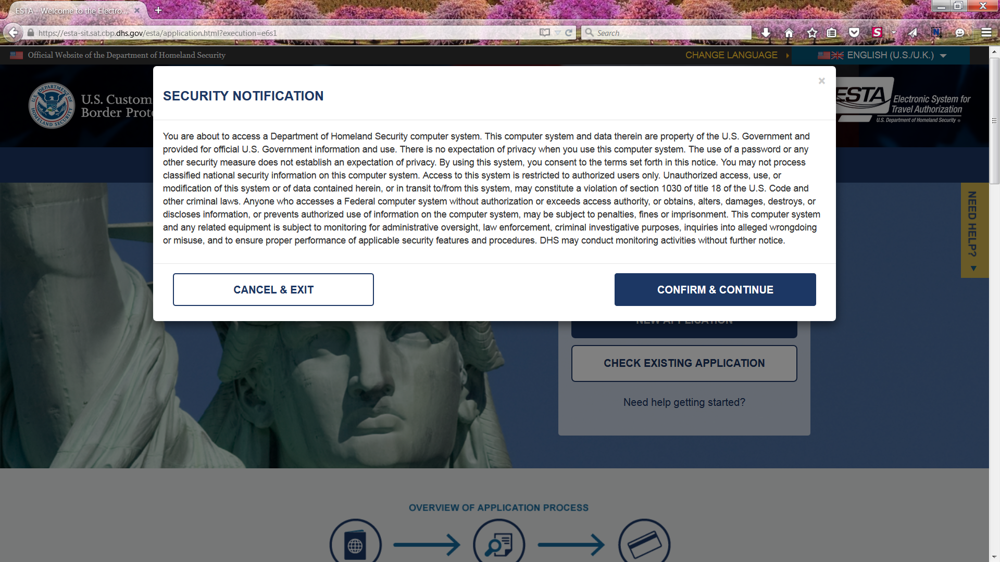 ESTA - Welcome to the Electro...
https://esta-sit.sat.cbp.dhs.gov/esta/application.html?execution=e6s1
Search
Official Website of the Department of Homeland Security
CHANGE LANGUAGE
ENGLISH (U.S./U.K.)
U.S. Custom
Border Prote
U.S. DEPARTMENT OF
HOMELAND SECURITY
ESTA
Electronic System for
Travel Authorization
U.S. Department of Homeland Security
SECURITY NOTIFICATION
You are about to access a Department of Homeland Security computer system. This computer system and data therein are property of the U.S. Government and
provided for official U.S. Government information and use. There is no expectation of privacy when you use this computer system. The use of a password or any
other security measure does not establish an expectation of privacy. By using this system, you consent to the terms set forth in this notice. You may not process
classified national security information on this computer system. Access to this system is restricted to authorized users only. Unauthorized access, use, or
modification of this system or of data contained herein, or in transit to/from this system, may constitute a violation of section 1030 of title 18 of the U.S. Code and
other criminal laws. Anyone who accesses a Federal computer system without authorization or exceeds access authority, or obtains, alters, damages, destroys, or
discloses information, or prevents authorized use of information on the computer system, may be subject to penalties, fines or imprisonment. This computer system
and any related equipment is subject to monitoring for administrative oversight, law enforcement, criminal investigative purposes, inquiries into alleged wrongdoing
or misuse, and to ensure proper performance of applicable security features and procedures. DHS may conduct monitoring activities without further notice.
CANCEL & EXIT
CONFIRM & CONTINUE
NEED HELP?
NEW APPLICATION
CHECK EXISTING APPLICATION
Need help getting started?
OVERVIEW OF APPLICATION PROCESS